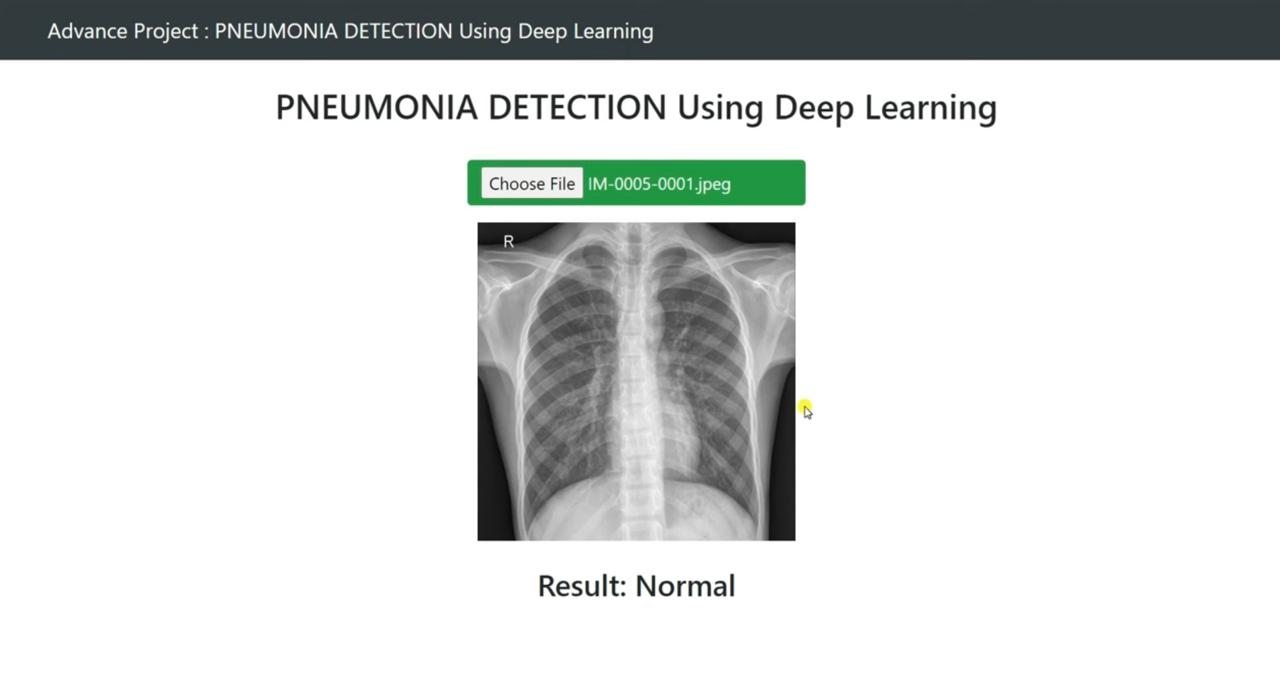 Advance Project : PNEUMONIA DETECTION Using Deep Learning
PNEUMONIA DETECTION Using Deep Learning
Choose File IM-0005-0001.jpeg
R
Result: Normal